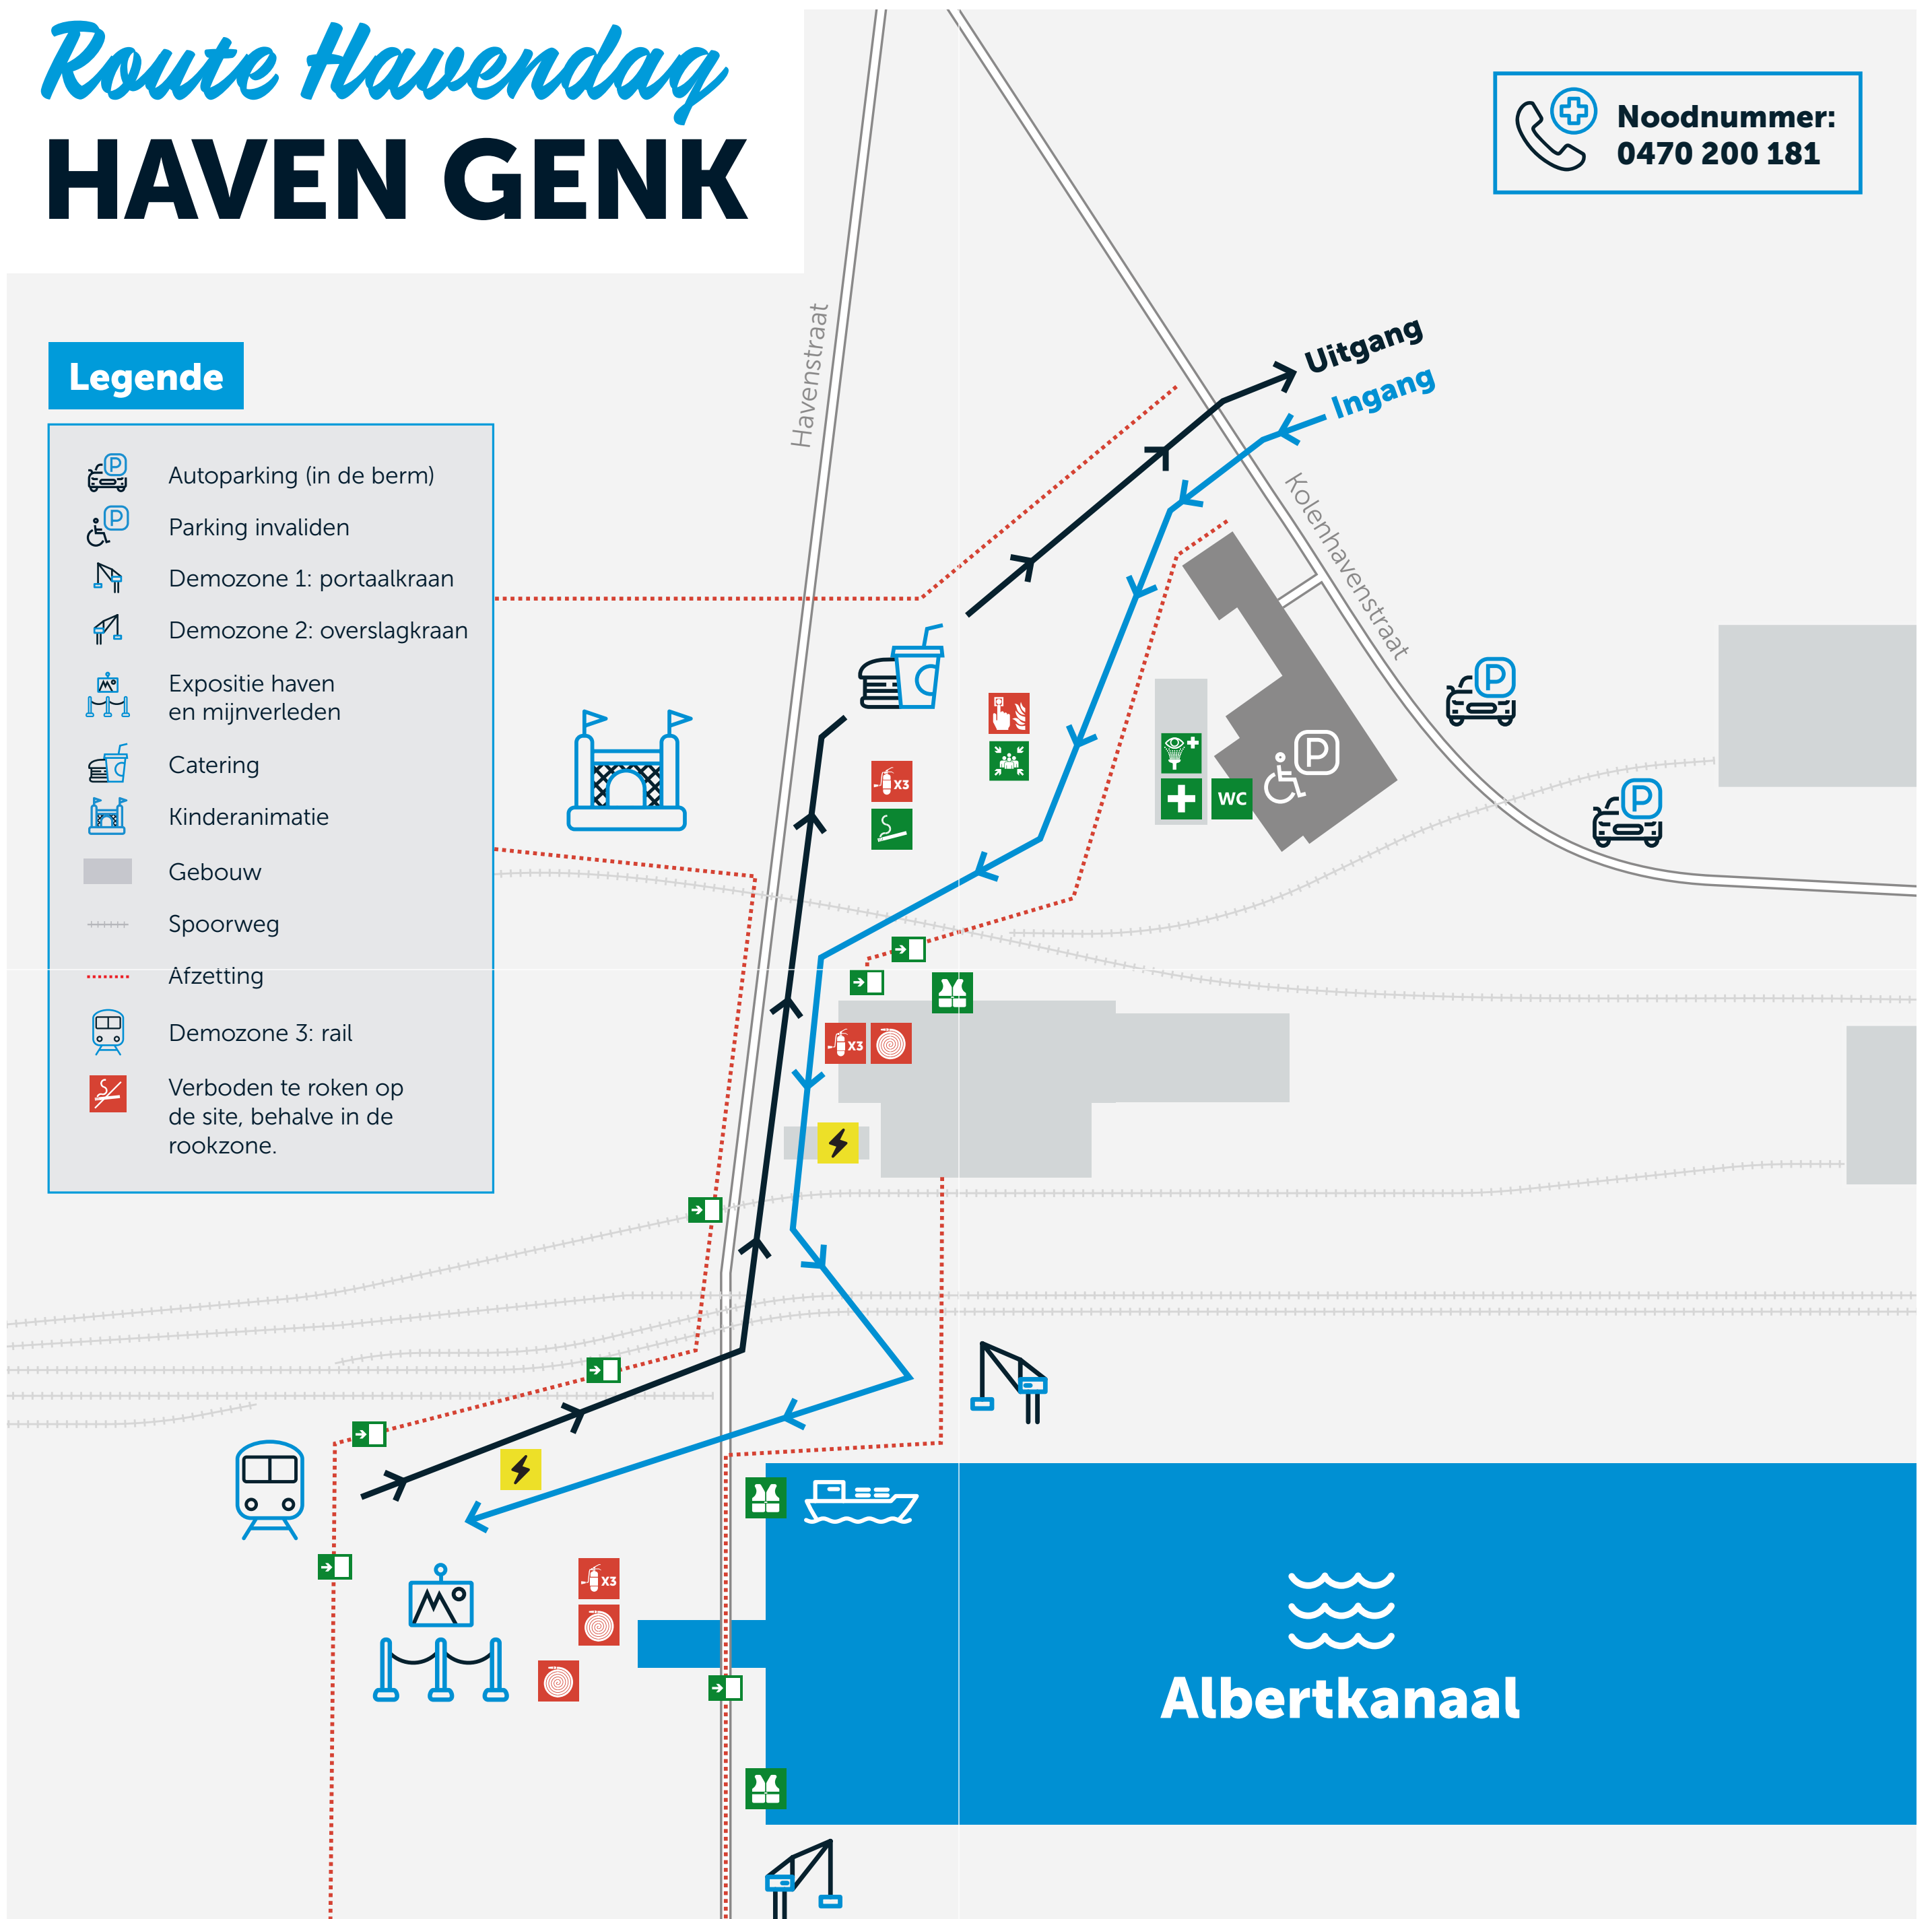 Route Havendag
HAVEN GENK
Noodnummer:
0470 200 181
Legende
P
Autoparking (in de berm)
P
Parking invaliden
Demozone 1: portaalkraan
Demozone 2: overslagkraan
Expositie haven
en mijnverleden
Catering
Kinderanimatie
Gebouw
Spoorweg
Afzetting
Demozone 3: rail
Verboden te roken op
de site, behalve in de
rookzone.
Havenstraat
Uitgang
Ingang
Kolenhavenstraat
P
P
P
X3
WC
X3
X3
Albertkanaal